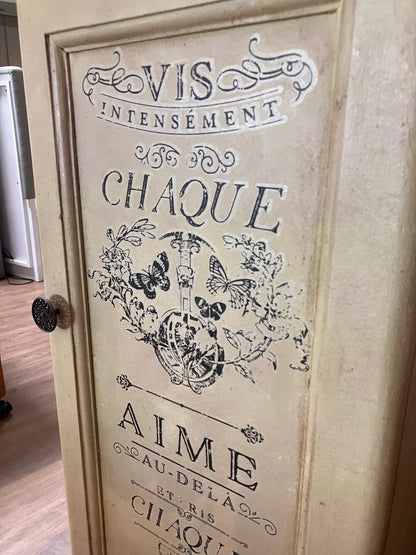 VIS
INTENSÉMENT
CHAQUE
AIME
AU-DELÀ
ET RIS
CHAQUE